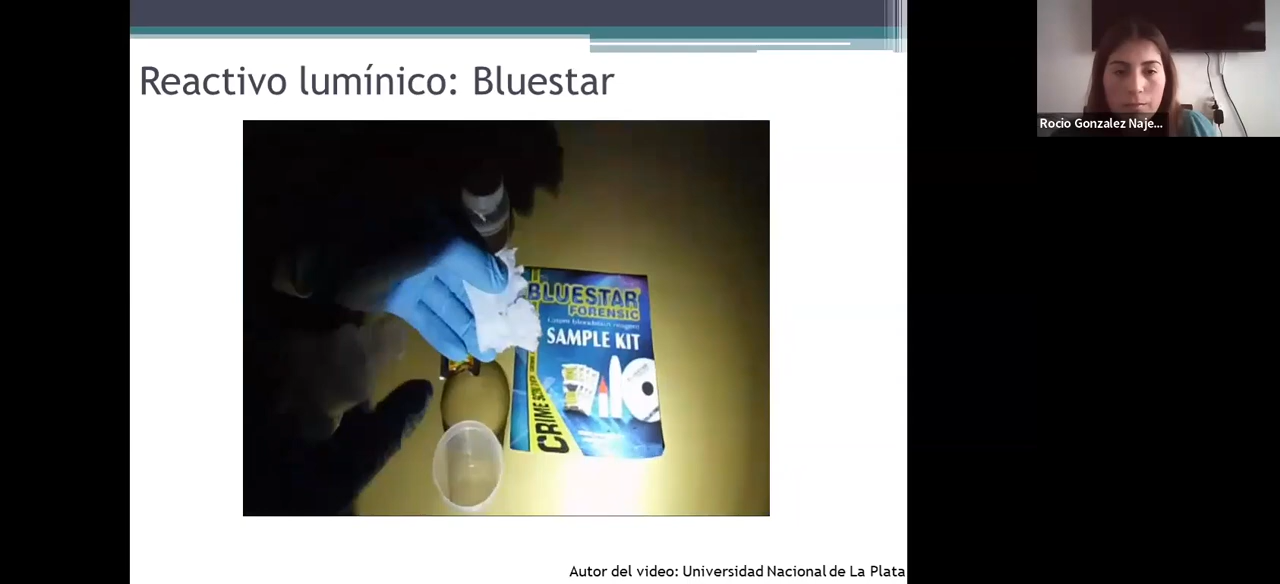 Reactivo lumínico: Bluestar
Rocio Gonzalez Naje...
BLUESTAR
FORENSIC
SAMPLE KIT
CRIME
Autor del video: Universidad Nacional de La Plata